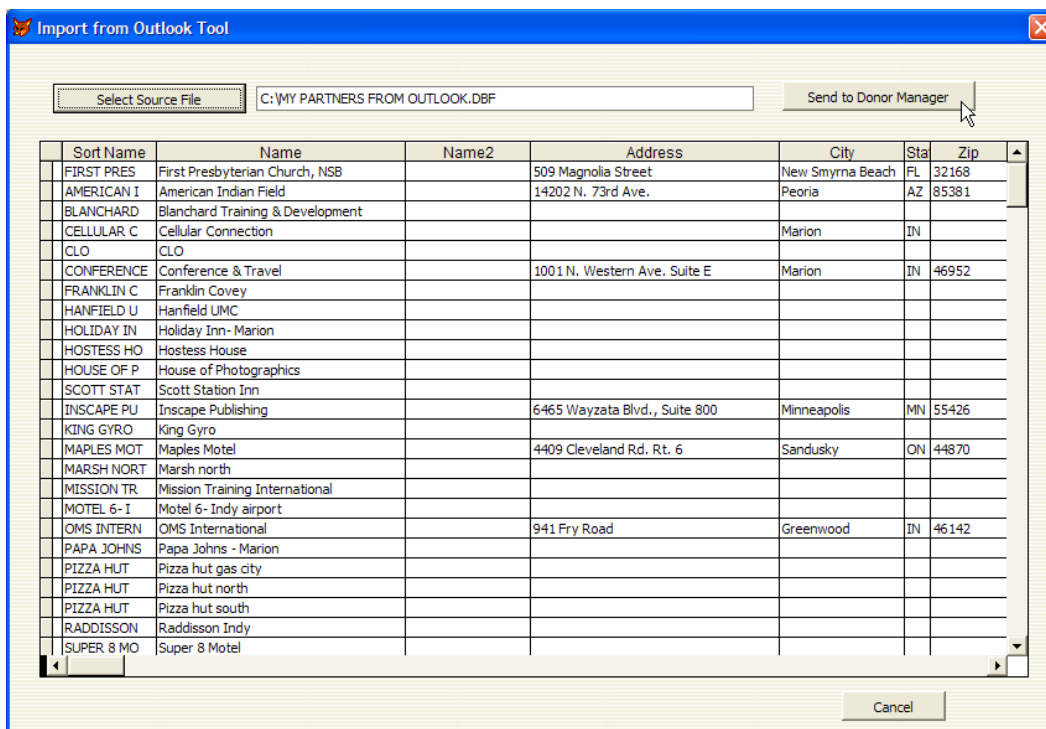 Import from Outlook Tool
Select Source File C:\MY PARTNERS FROM OUTLOOK.DBF Send to Donor Manager
Sort Name Name Name2 Address City Stat Zip
FIRST PRES First Presbyterian Church, NSB 509 Magnolia Street New Smyrna Beach FL 32168
AMERICAN I American Indian Field 14202 N. 73rd Ave. Peoria AZ 85381
BLANCHARD Blanchard Training & Development
CELLULAR C Cellular Connection Marion IN
CLO CLO
CONFERENCE Conference & Travel 1001 N. Western Ave. Suite E Marion IN 46952
FRANKLIN C Franklin Covey
HANFIELD U Hanfield UMC
HOLIDAY IN Holiday Inn- Marion
HOSTESS HO Hostess House
HOUSE OF P House of Photographics
SCOTT STAT Scott Station Inn
INSCAPE PU Inscape Publishing 6465 Wayzata Blvd., Suite 800 Minneapolis MN 55426
KING GYRO King Gyro
MAPLES MOT Maples Motel 4409 Cleveland Rd. Rt. 6 Sandusky ON 44870
MARSH NORT Marsh north
MISSION TR Mission Training International
MOTEL 6- I Motel 6- Indy airport
OMS INTERN OMS International 941 Fry Road Greenwood IN 46142
PAPA JOHNS Papa Johns - Marion
PIZZA HUT Pizza hut gas city
PIZZA HUT Pizza hut north
PIZZA HUT Pizza hut south
RADDISSON Raddisson Indy
SUPER 8 MO Super 8 Motel
Cancel